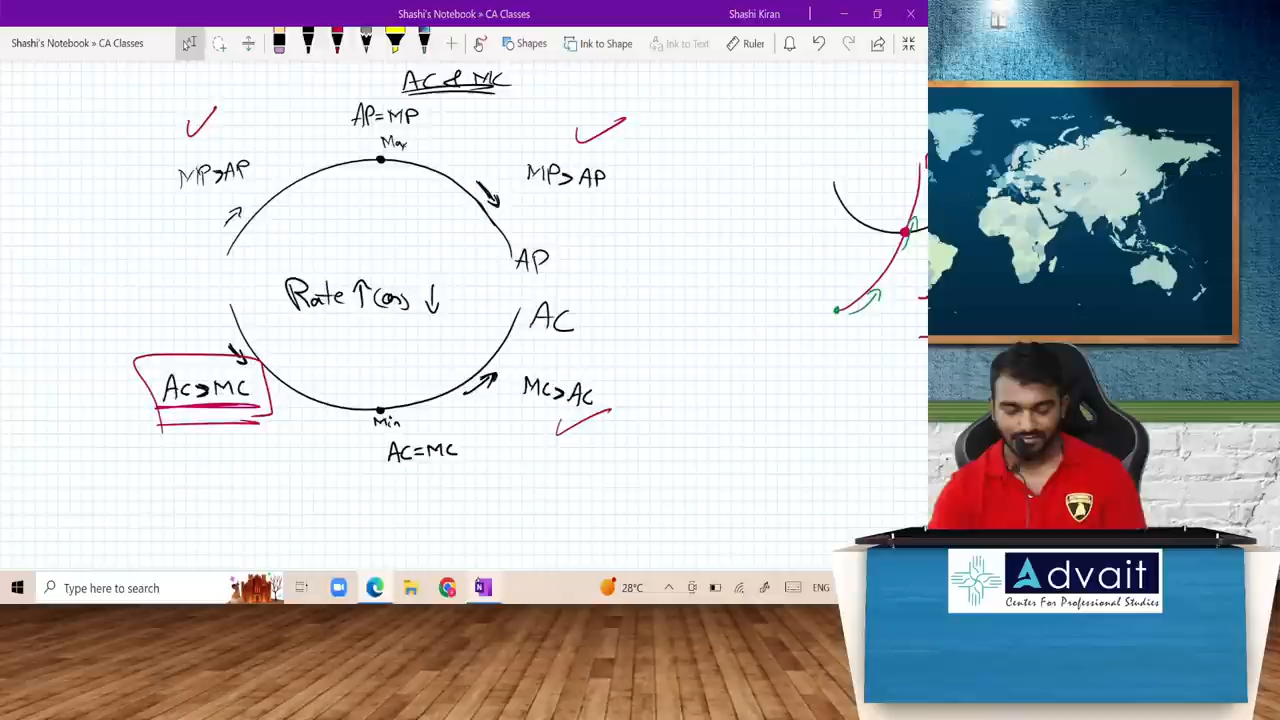 Shashi's Notebook » CA Classes
Shashi Kiran
Shashi's Notebook » CA Classes
Shapes
Ink to Shape
Ink to Text
Ruler
AC & MC
AP=MP
Max
MP>AP
MP>AP
AP
Rate ↑ Cons ↓
AC
AC>MC
MC>AC
Min
AC=MC
Type here to search
28°C
ENG
Advait
Center For Professional Studies